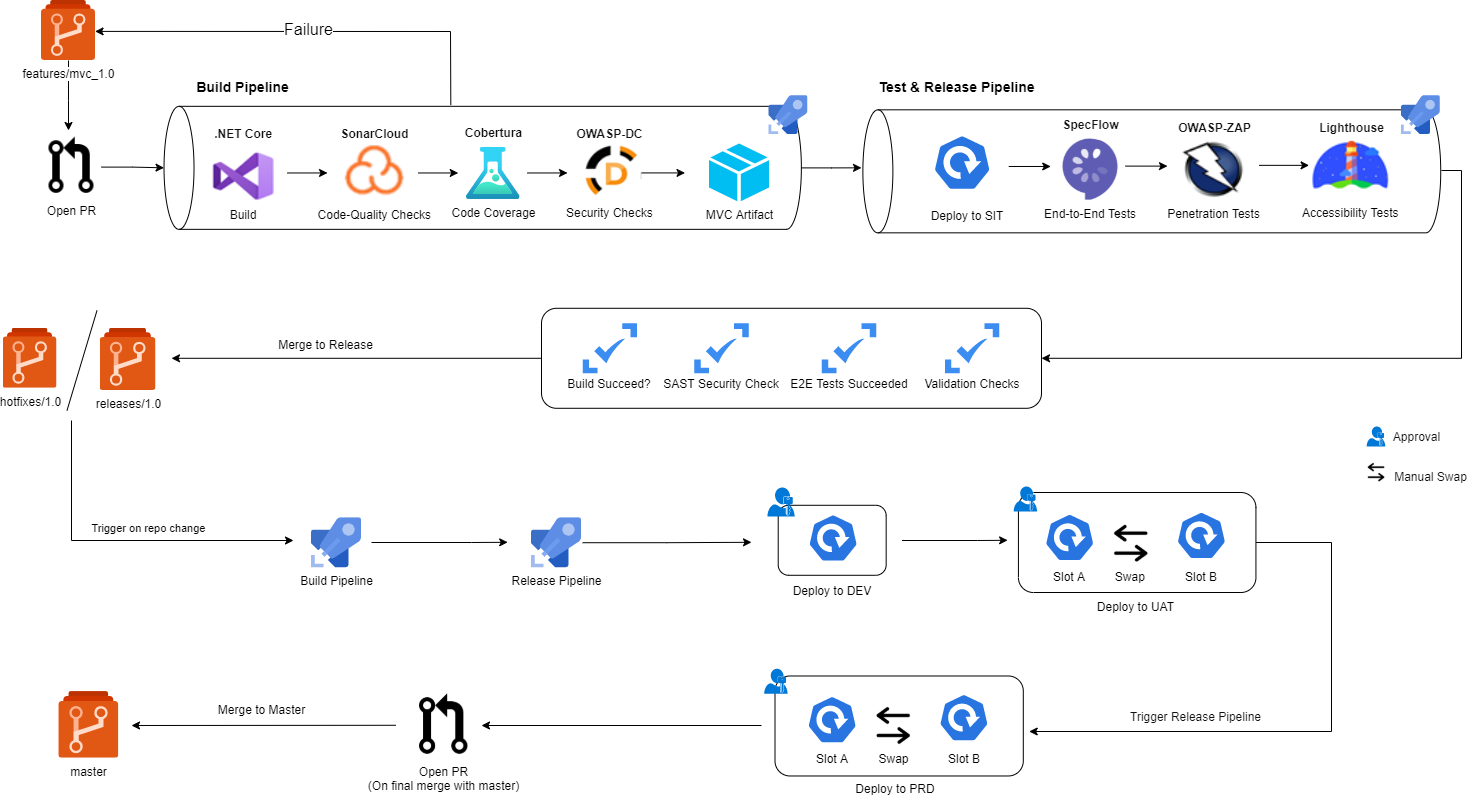 Failure
features/mvc_1.0
Build Pipeline
Test & Release Pipeline
.NET Core
SonarCloud
Cobertura
OWASP-DC
SpecFlow
OWASP-ZAP
Lighthouse
Open PR
Build
Code-Quality Checks
Code Coverage
Security Checks
MVC Artifact
Deploy to SIT
End-to-End Tests
Penetration Tests
Accessibility Tests
Merge to Release
Build Succeed?
SAST Security Check
E2E Tests Succeeded
Validation Checks
hotfixes/1.0
releases/1.0
Approval
Manual Swap
Trigger on repo change
Build Pipeline
Release Pipeline
Deploy to DEV
Slot A
Swap
Slot B
Deploy to UAT
Trigger Release Pipeline
Slot A
Swap
Slot B
Deploy to PRD
Merge to Master
Open PR
(On final merge with master)
master